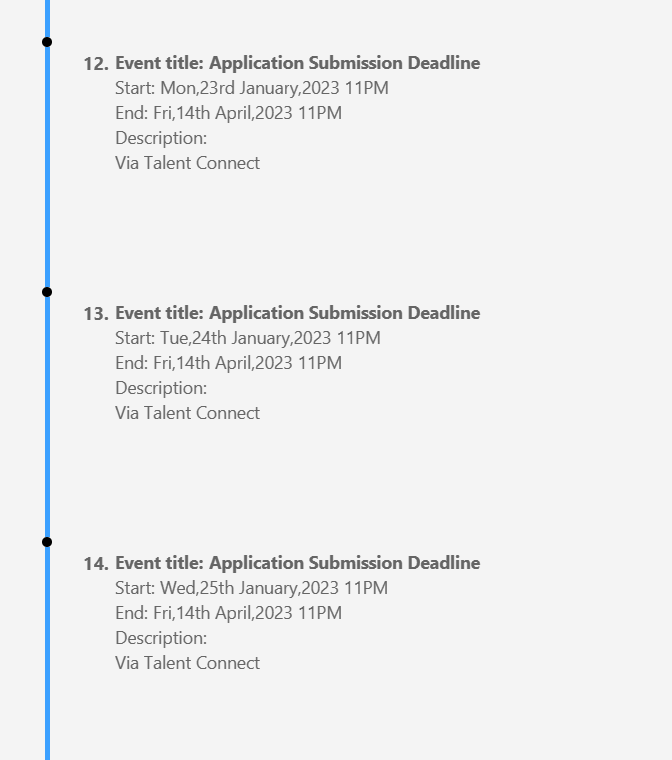 12. Event title: Application Submission Deadline
Start: Mon,23rd January,2023 11PM
End: Fri,14th April,2023 11PM
Description:
Via Talent Connect
13. Event title: Application Submission Deadline
Start: Tue,24th January,2023 11PM
End: Fri,14th April,2023 11PM
Description:
Via Talent Connect
14. Event title: Application Submission Deadline
Start: Wed,25th January,2023 11PM
End: Fri,14th April,2023 11PM
Description:
Via Talent Connect